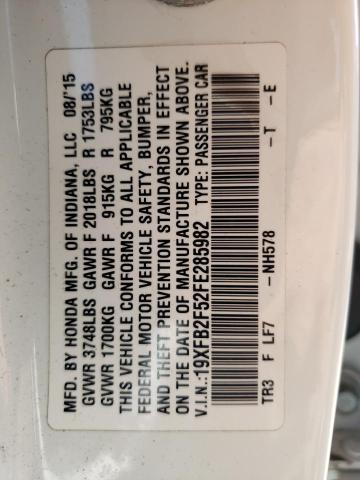 MFD. BY HONDA MFG. OF INDIANA, LLC 08/'15
GVWR 3748LBS GAWR F 2018LBS R 1753LBS
GVWR 1700KG GAWR F 915KG R 795KG
THIS VEHICLE CONFORMS TO ALL APPLICABLE
FEDERAL MOTOR VEHICLE SAFETY, BUMPER,
AND THEFT PREVENTION STANDARDS IN EFFECT
ON THE DATE OF MANUFACTURE SHOWN ABOVE.
V.I.N.:19XFB2F52FE285982 TYPE: PASSENGER CAR
TR3 F LF7 -NH578 -T -E